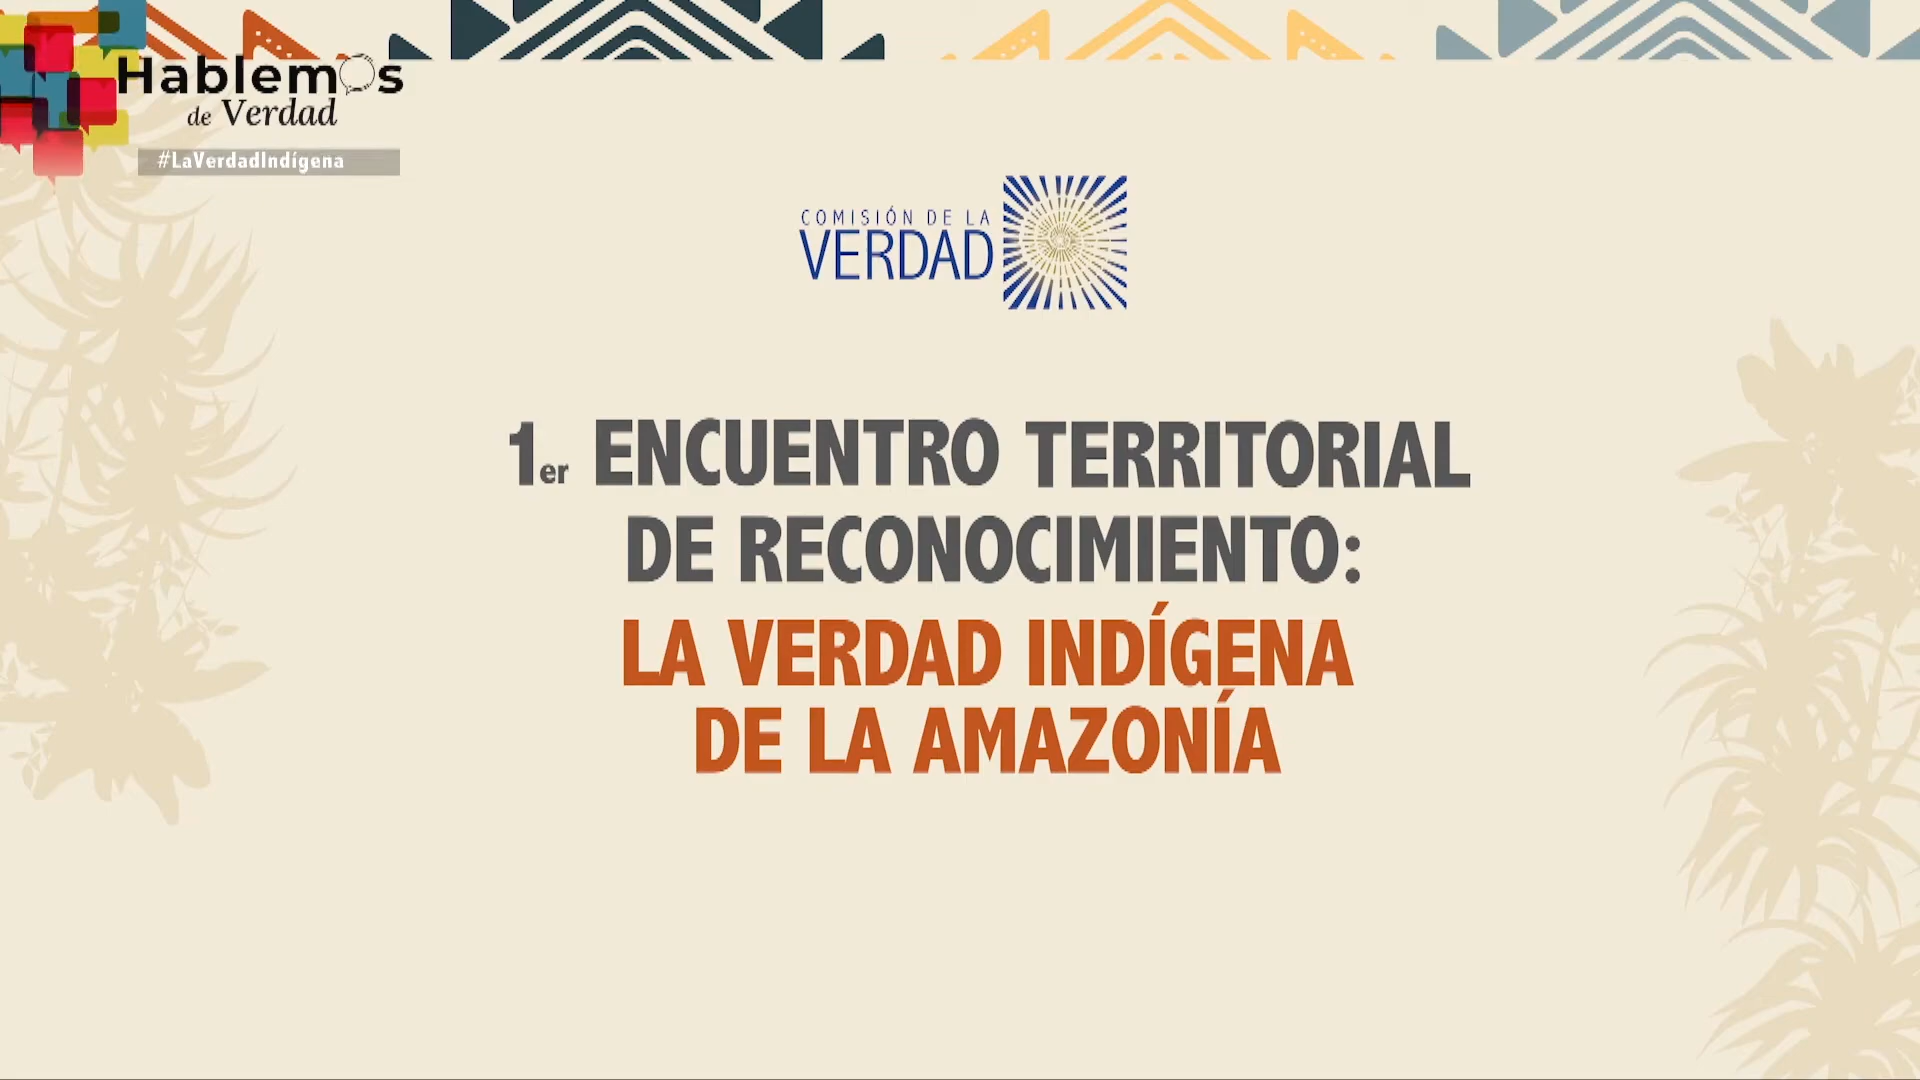 Hablemos
de Verdad
#LaVerdadIndígena
COMISIÓN DE LA
VERDAD
1er ENCUENTRO TERRITORIAL
DE RECONOCIMIENTO:
LA VERDAD INDÍGENA
DE LA AMAZONÍA